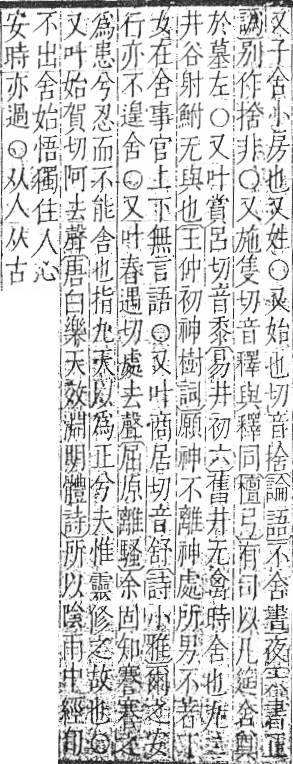 又子舍小房也又姓○又始也切音捨論語不舍晝夜六書正
譌別作捨非○又施隻切音釋與釋同檀弓有司以几筵舍奠
於墓左○又叶賞呂切音黍易井初六舊井无禽時舍也九二
井谷射鮒无與也王仲初神樹詞願神不離神處所男不著丁
女在舍事官上下無言語○又叶商居切音舒詩小雅爾之安
行亦不遑舍○又叶春遇切處去聲屈原離騷余固知謇謇之
為患兮忍而不能舍也指九天以為正兮夫惟靈修之故也○
又叶始賀切阿去聲唐白樂天效淵明體詩所以陰雨中經旬
不出舍始悟獨住人心
安時亦過○从人从古